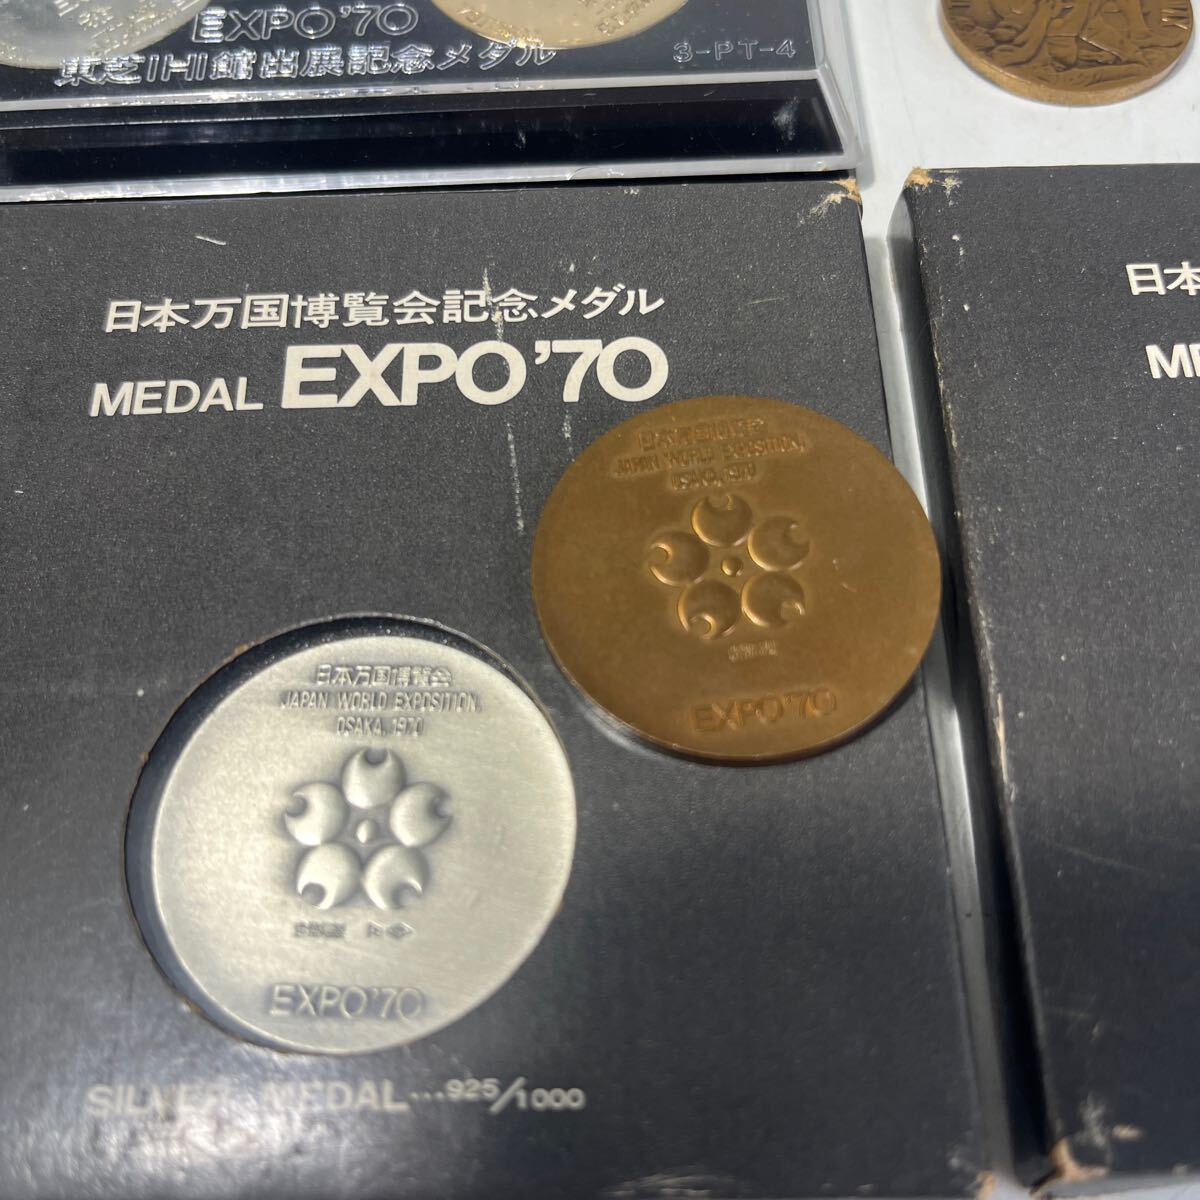 EXPO'70
東芝IHI館出展記念メダル
3-PT-4
日本万国博覧会記念メダル
MEDAL EXPO'70
日本
ME
日本万国博覧会
JAPAN WORLD EXPOSITION,
OSAKA, 1970
EXPO'70
日本万国博覧会
JAPAN WORLD EXPOSITION,
OSAKA, 1970
EXPO'70
SILVER MEDAL...925/1000